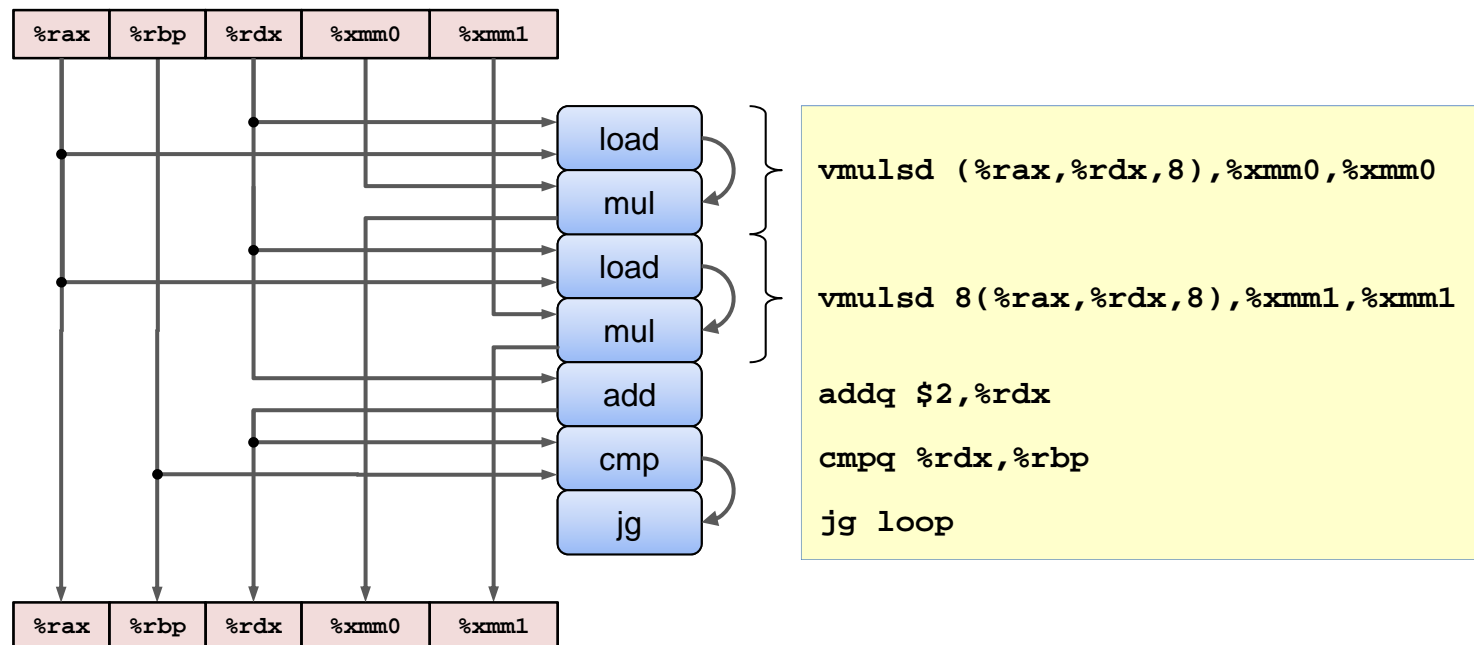 %rax %rbp %rdx %xmm0 %xmm1
load
mul
load
mul
add
cmp
jg
vmulsd (%rax,%rdx,8),%xmm0,%xmm0
vmulsd 8(%rax,%rdx,8),%xmm1,%xmm1
addq $2,%rdx
cmpq %rdx,%rbp
jg loop
%rax %rbp %rdx %xmm0 %xmm1